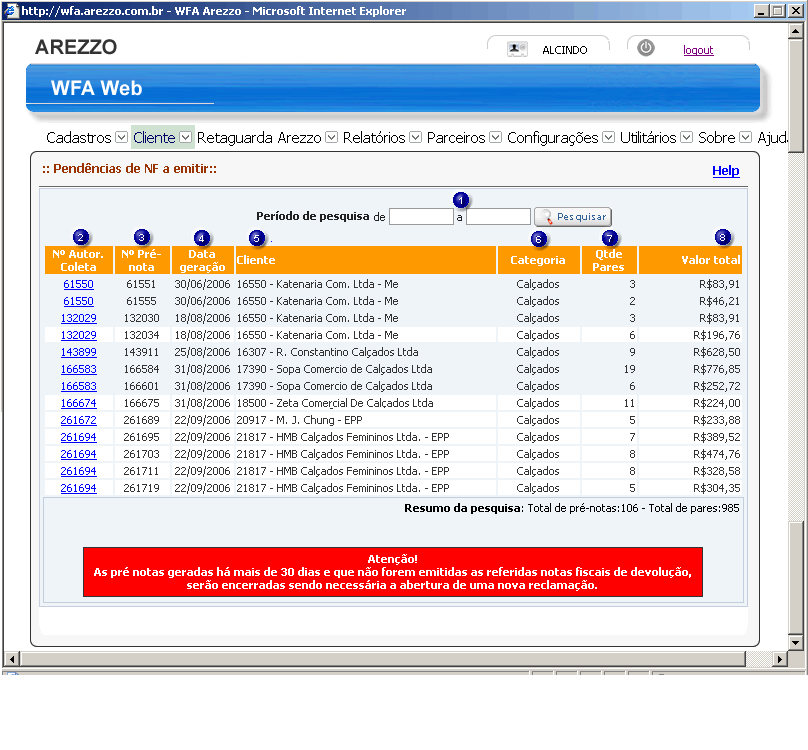 http://wfa.arezzo.com.br - WFA Arezzo - Microsoft Internet Explorer
AREZZO
ALCINDO
logout
WFA Web
Cadastros Cliente Retaguarda Arezzo Relatórios Parceiros Configurações Utilitários Sobre Ajud
:: Pendências de NF a emitir::
Help
1
Período de pesquisa de a Pesquisar
2 3 4 5 . 6 7 8
Nº Autor. Coleta Nº Pré-nota Data geração Cliente Categoria Qtde Pares Valor total
61550 61551 30/06/2006 16550 - Katenaria Com. Ltda - Me Calçados 3 R$83,91
61550 61555 30/06/2006 16550 - Katenaria Com. Ltda - Me Calçados 2 R$46,21
132029 132030 18/08/2006 16550 - Katenaria Com. Ltda - Me Calçados 3 R$83,91
132029 132034 18/08/2006 16550 - Katenaria Com. Ltda - Me Calçados 6 R$196,76
143899 143911 25/08/2006 16307 - R. Constantino Calçados Ltda Calçados 9 R$628,50
166583 166584 31/08/2006 17390 - Sopa Comercio de Calçados Ltda Calçados 19 R$776,85
166583 166601 31/08/2006 17390 - Sopa Comercio de Calçados Ltda Calçados 6 R$252,72
166674 166675 31/08/2006 18500 - Zeta Comercial De Calçados Ltda Calçados 11 R$224,00
261672 261689 22/09/2006 20917 - M. J. Chung - EPP Calçados 5 R$233,88
261694 261695 22/09/2006 21817 - HMB Calçados Femininos Ltda. - EPP Calçados 7 R$389,52
261694 261703 22/09/2006 21817 - HMB Calçados Femininos Ltda. - EPP Calçados 8 R$474,76
261694 261711 22/09/2006 21817 - HMB Calçados Femininos Ltda. - EPP Calçados 8 R$328,58
261694 261719 22/09/2006 21817 - HMB Calçados Femininos Ltda. - EPP Calçados 5 R$304,35
Resumo da pesquisa: Total de pré-notas:106 - Total de pares:985
Atenção!
As pré notas geradas há mais de 30 dias e que não forem emitidas as referidas notas fiscais de devolução,
serão encerradas sendo necessária a abertura de uma nova reclamação.